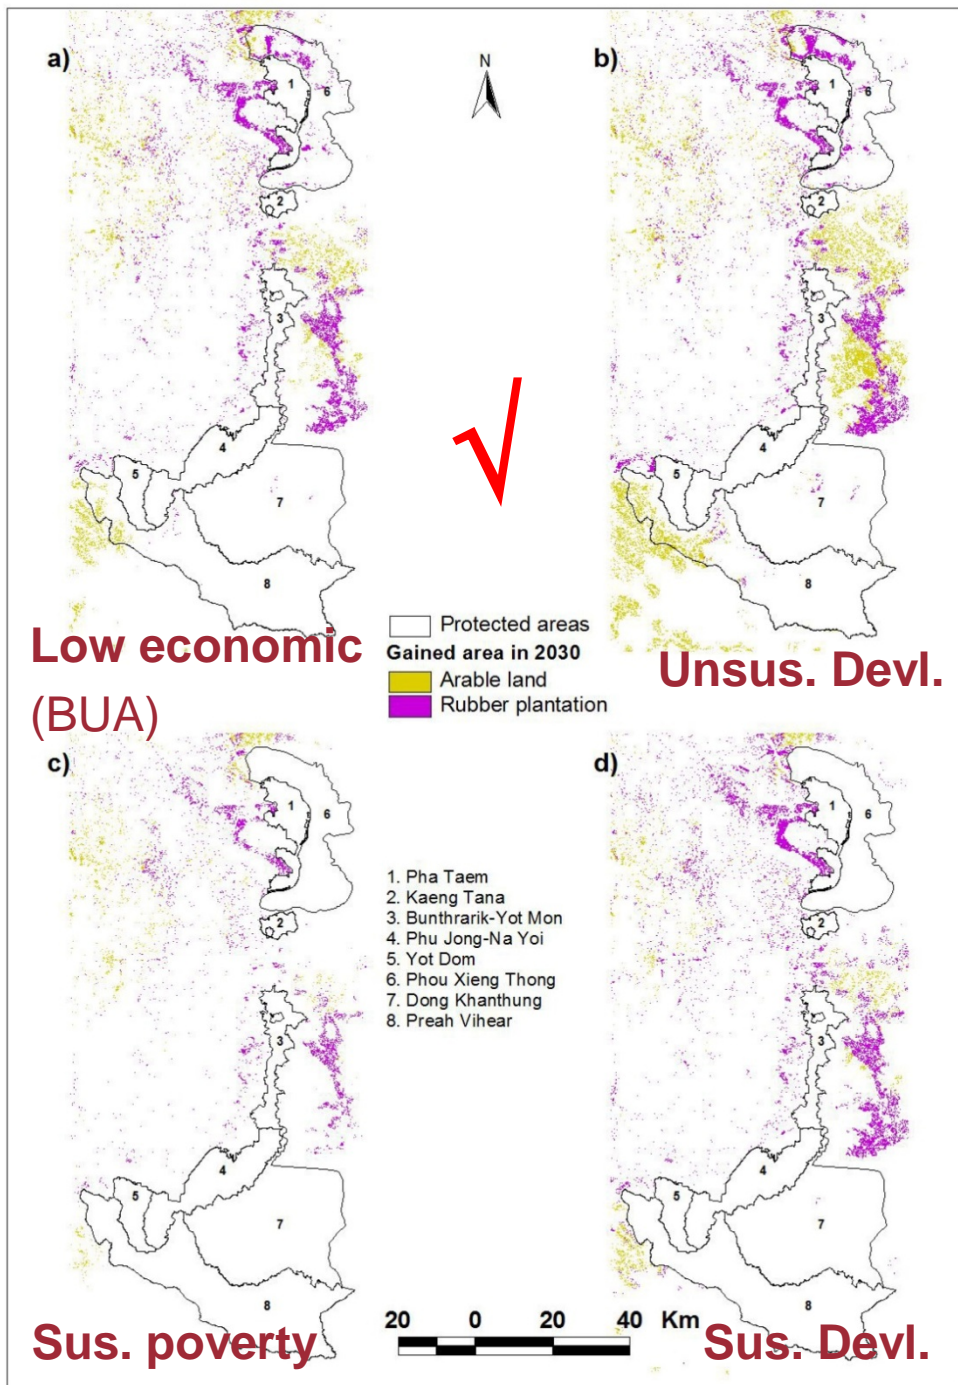 a)
1
6
2
3
4
5
7
8
N
b)
1
6
2
3
4
5
7
8
Low economic
(BUA)
Protected areas
Gained area in 2030
Arable land
Rubber plantation
Unsus. Devl.
c)
1
6
2
3
4
5
7
8
1. Pha Taem
2. Kaeng Tana
3. Bunthrarik-Yot Mon
4. Phu Jong-Na Yoi
5. Yot Dom
6. Phou Xieng Thong
7. Dong Khanthung
8. Preah Vihear
d)
1
6
2
3
4
5
7
8
Sus. poverty
20 0 20 40 Km
Sus. Devl.